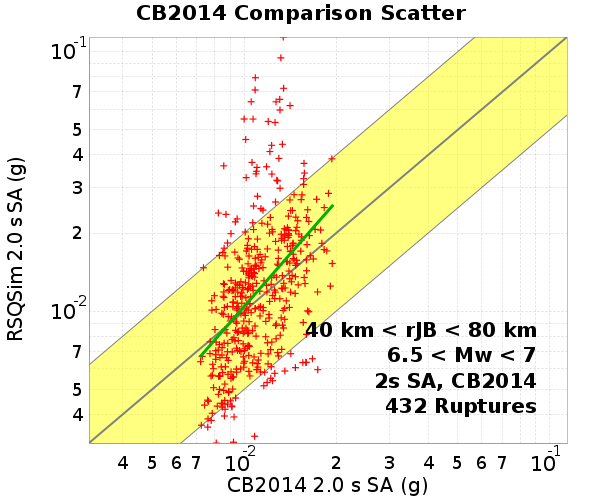 CB2014 Comparison Scatter
RSQSim 2.0 s SA (g)
10-1
7
5
4
3
2
10-2
7
5
4
40 km < rJB < 80 km
6.5 < Mw < 7
2s SA, CB2014
432 Ruptures
4 5 6 7 10-2 2 3 4 5 6 7 10-1
CB2014 2.0 s SA (g)